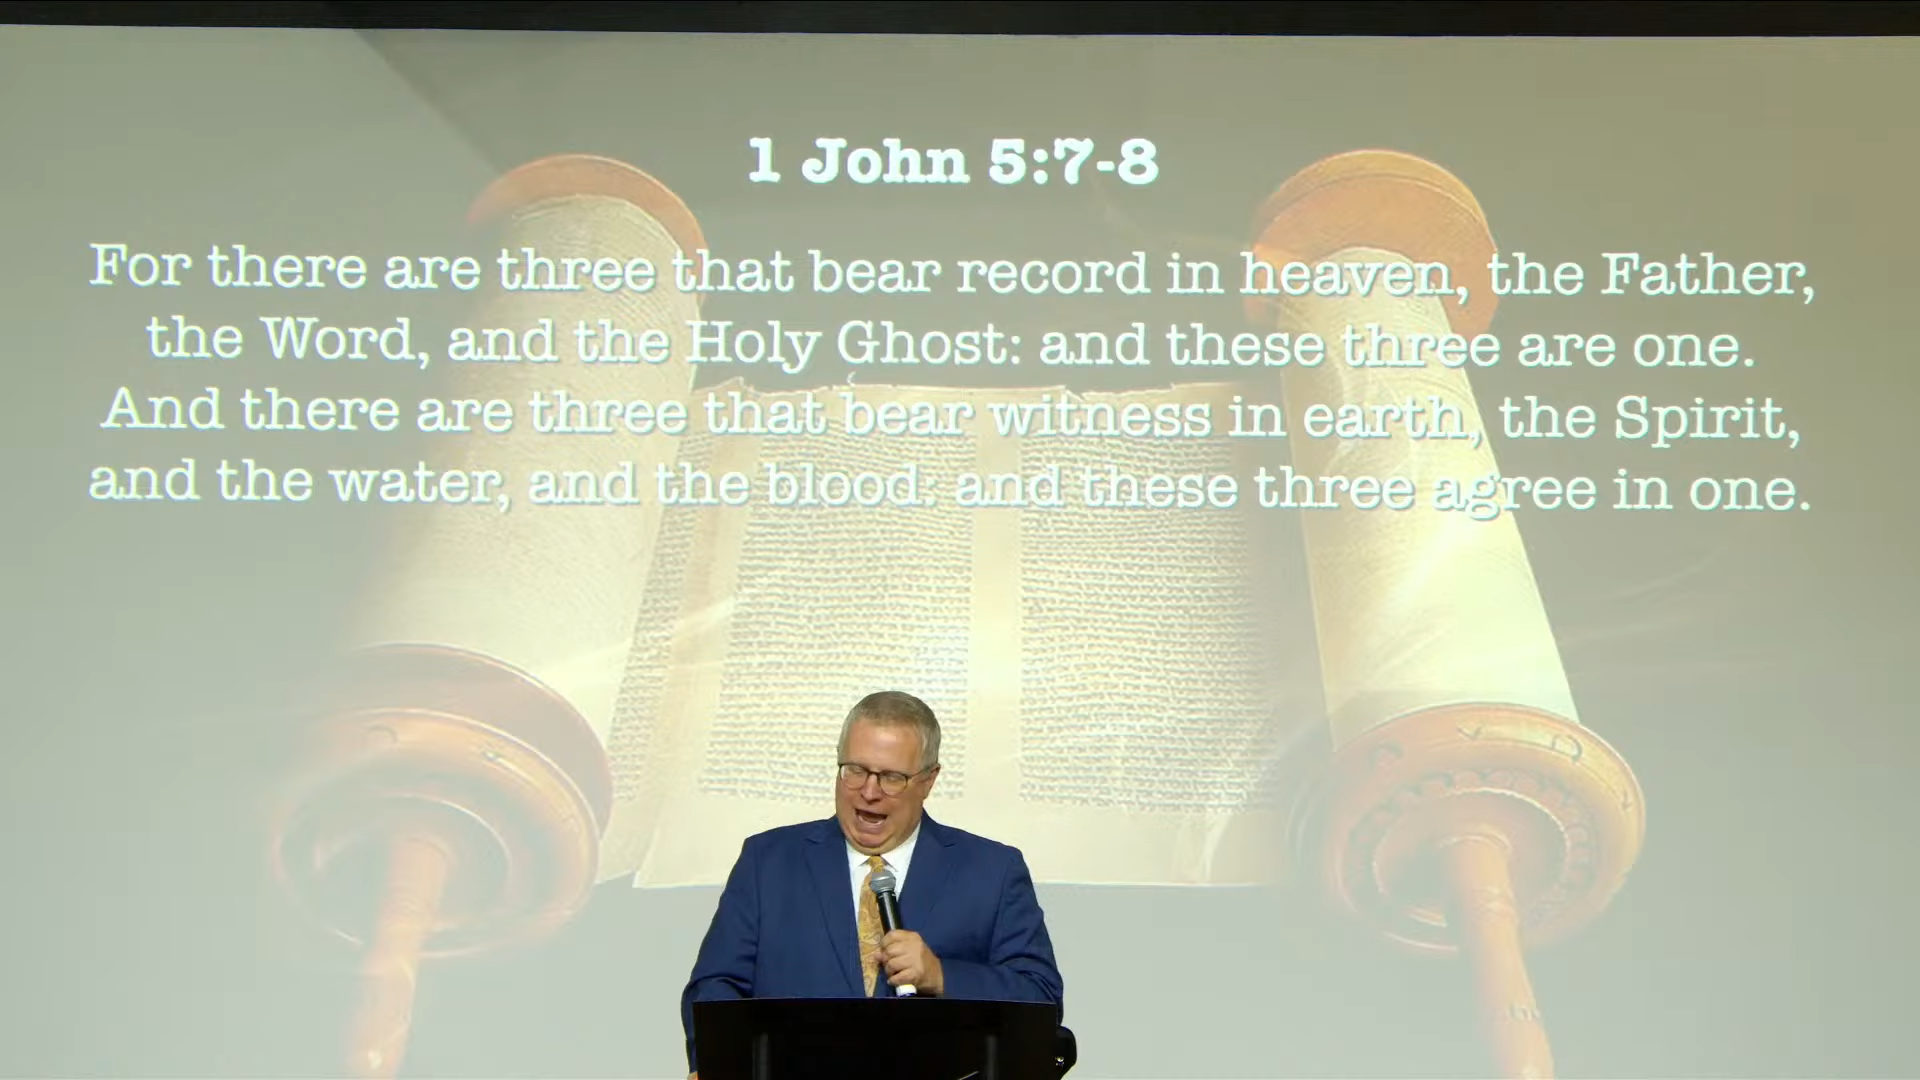 1 John 5:7-8
For there are three that bear record in heaven, the Father,
the Word, and the Holy Ghost: and these three are one.
And there are three that bear witness in earth, the Spirit,
and the water, and the blood: and these three agree in one.